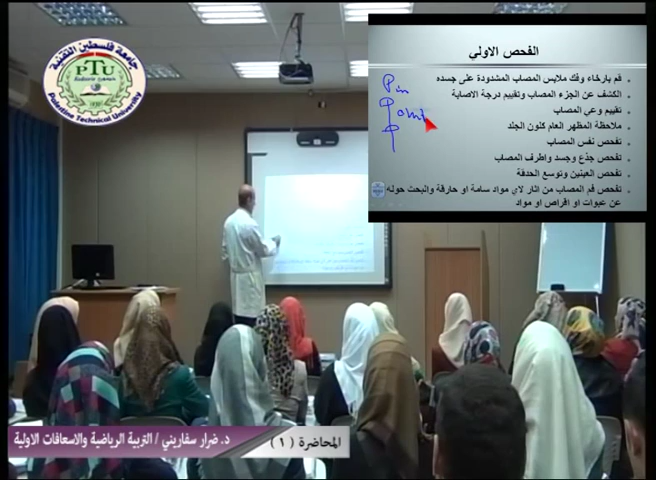 جامعة فلسطين التقنية
PTU
Palestine Technical University
الفحص الاولي
قم بارخاء وفك ملابس المصاب المشدودة على جسده
الكشف عن الجزء المصاب وتقييم درجة الاصابة
تقييم وعي المصاب
ملاحظة المظهر العام كلون الجلد
تفحص نفس المصاب
تفحص جذع وجسد واطرف المصاب
تفحص العينين وتوسع الحدقة
تفحص فم المصاب من اثار لاي مواد سامة او حارقة والبحث حوله
عن عبوات او اقراص او مواد
المحاضرة (١)
د. ضرار سفاريني / التربية الرياضية والاسعافات الاولية